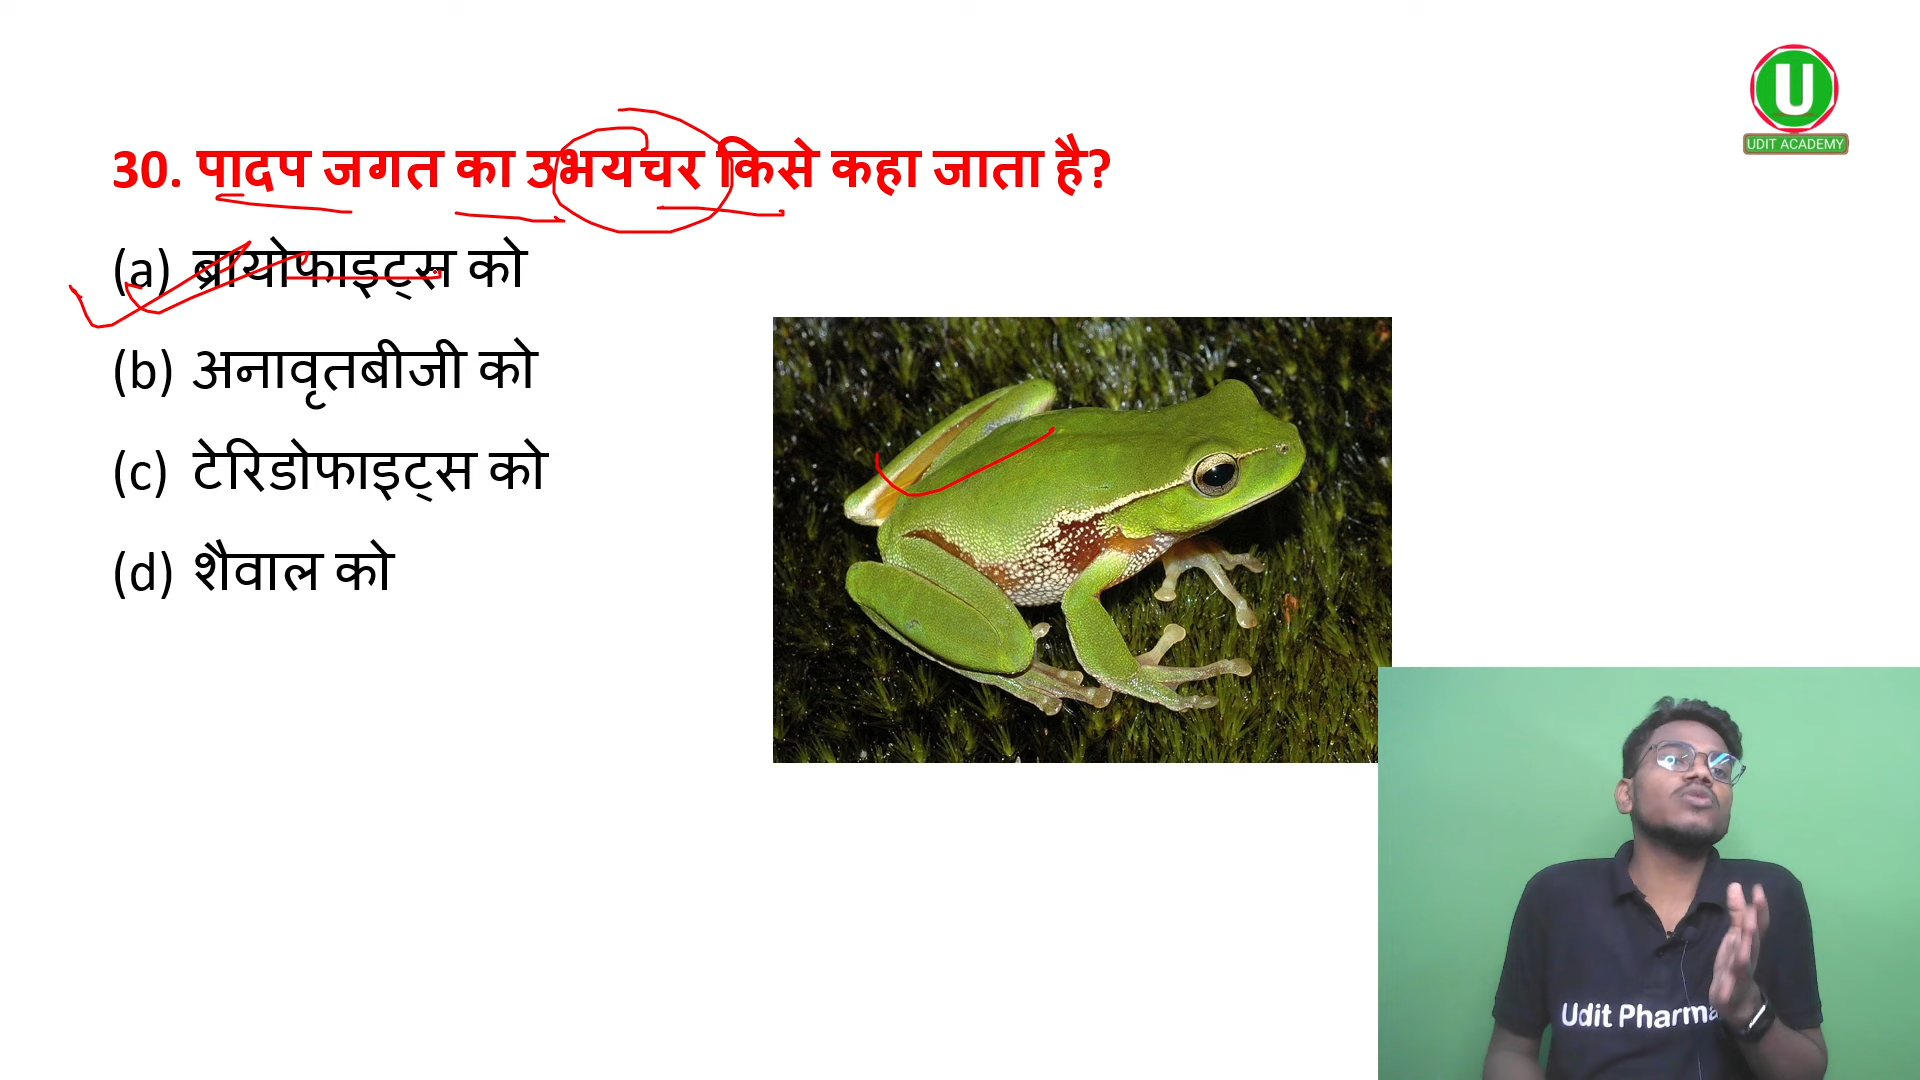 U
UDIT ACADEMY
30. पादप जगत का उभयचर किसे कहा जाता है?
(a) ब्रायोफाइट्स को
(b) अनावृतबीजी को
(c) टेरिडोफाइट्स को
(d) शैवाल को
Udit Pharma